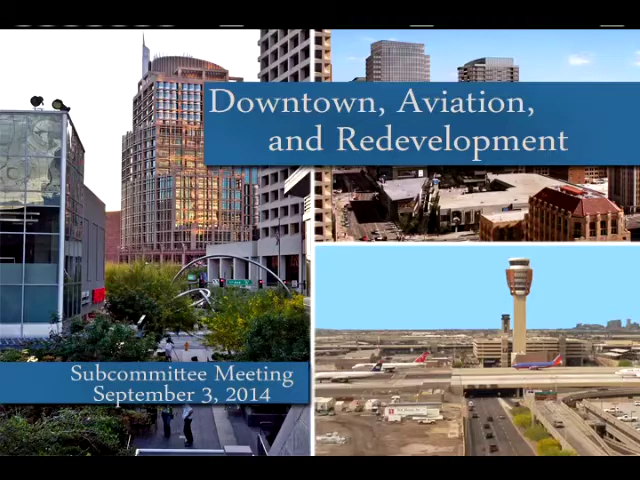 Downtown, Aviation,
and Redevelopment
Subcommittee Meeting
September 3, 2014